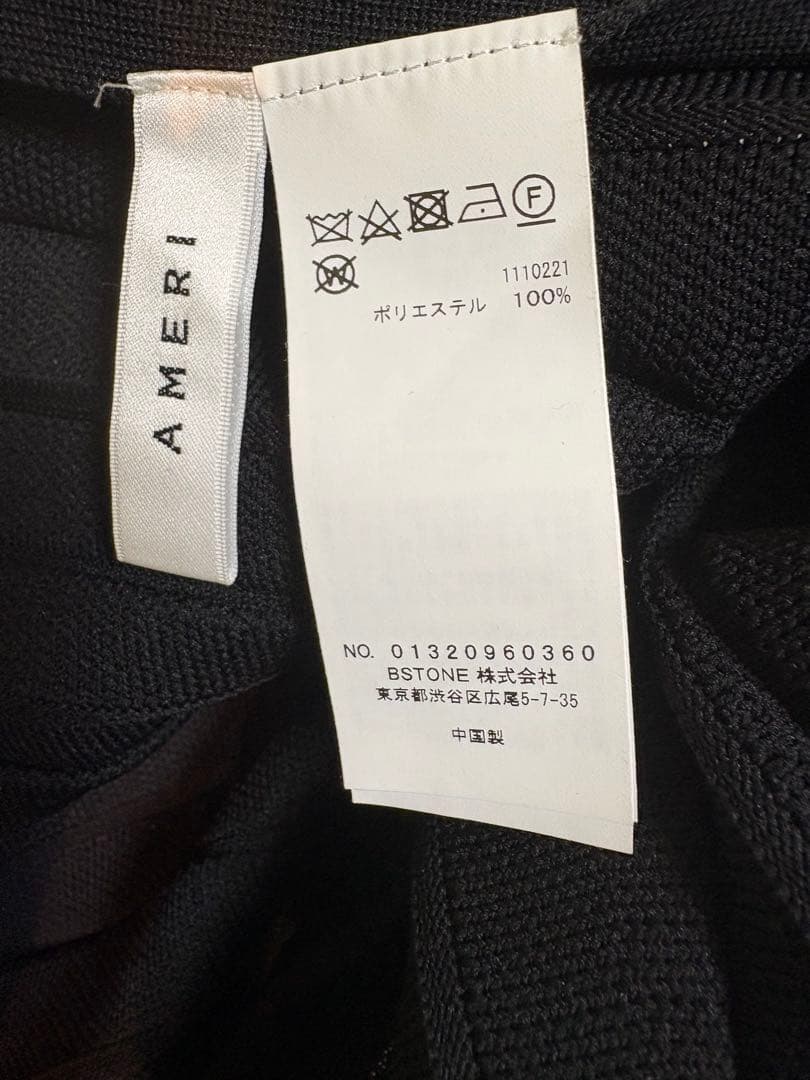 AMERI
F
W
1110221
ポリエステル 100%
NO. 01320960360
BSTONE 株式会社
東京都渋谷区広尾5-7-35
中国製